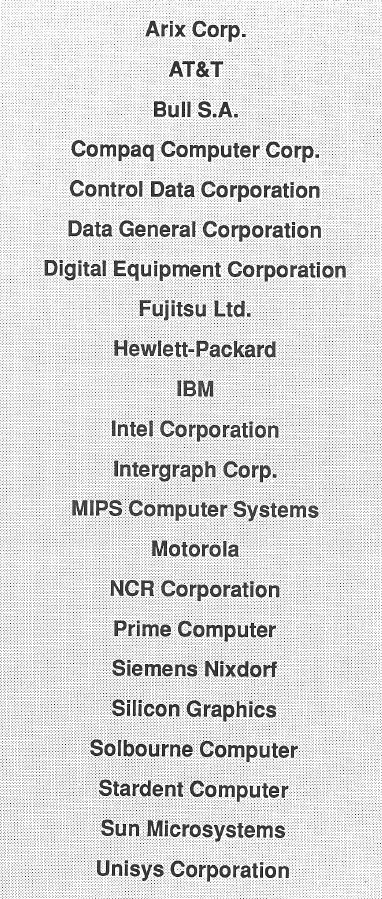 Arix Corp.
AT&T
Bull S.A.
Compaq Computer Corp.
Control Data Corporation
Data General Corporation
Digital Equipment Corporation
Fujitsu Ltd.
Hewlett-Packard
IBM
Intel Corporation
Intergraph Corp.
MIPS Computer Systems
Motorola
NCR Corporation
Prime Computer
Siemens Nixdorf
Silicon Graphics
Solbourne Computer
Stardent Computer
Sun Microsystems
Unisys Corporation